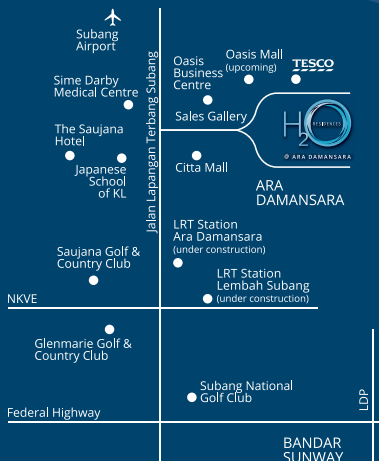 Subang
Airport
Oasis Mall
(upcoming)
TESCO
Oasis
Business
Centre
Sime Darby
Medical Centre
Jalan Lapangan Terbang Subang
Sales Gallery
H2O
RESIDENCES
@ ARA DAMANSARA
The Saujana
Hotel
Japanese
School
of KL
Citta Mall
ARA
DAMANSARA
LRT Station
Ara Damansara
(under construction)
Saujana Golf &
Country Club
LRT Station
Lembah Subang
(under construction)
NKVE
Glenmarie Golf &
Country Club
Subang National
Golf Club
LDP
Federal Highway
BANDAR
SUNWAY